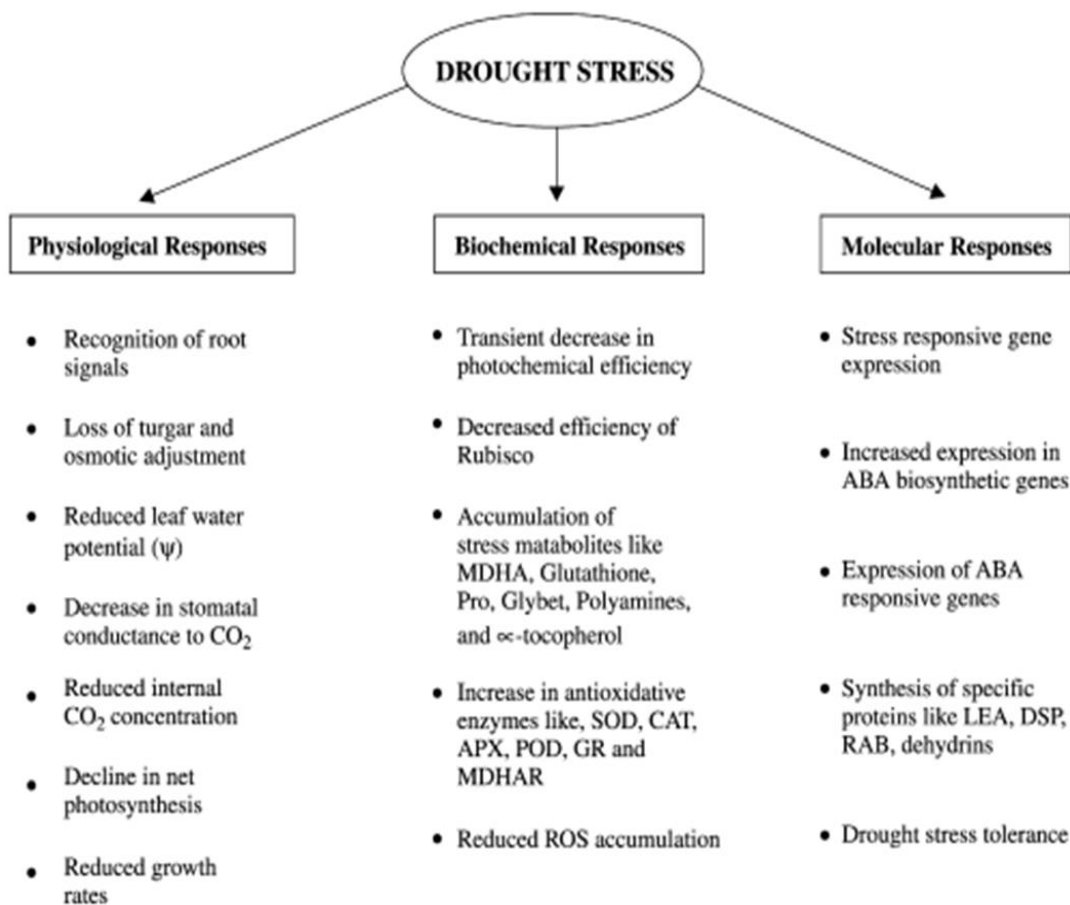 DROUGHT STRESS
Physiological Responses
• Recognition of root
signals
• Loss of turgar and
osmotic adjustment
• Reduced leaf water
potential (ψ)
• Decrease in stomatal
conductance to CO₂
• Reduced internal
CO₂ concentration
• Decline in net
photosynthesis
• Reduced growth
rates
Biochemical Responses
• Transient decrease in
photochemical efficiency
• Decreased efficiency of
Rubisco
• Accumulation of
stress matabolites like
MDHA, Glutathione,
Pro, Glybet, Polyamines,
and ∝-tocopherol
• Increase in antioxidative
enzymes like, SOD, CAT,
APX, POD, GR and
MDHAR
• Reduced ROS accumulation
Molecular Responses
• Stress responsive gene
expression
• Increased expression in
ABA biosynthetic genes
• Expression of ABA
responsive genes
• Synthesis of specific
proteins like LEA, DSP,
RAB, dehydrins
• Drought stress tolerance